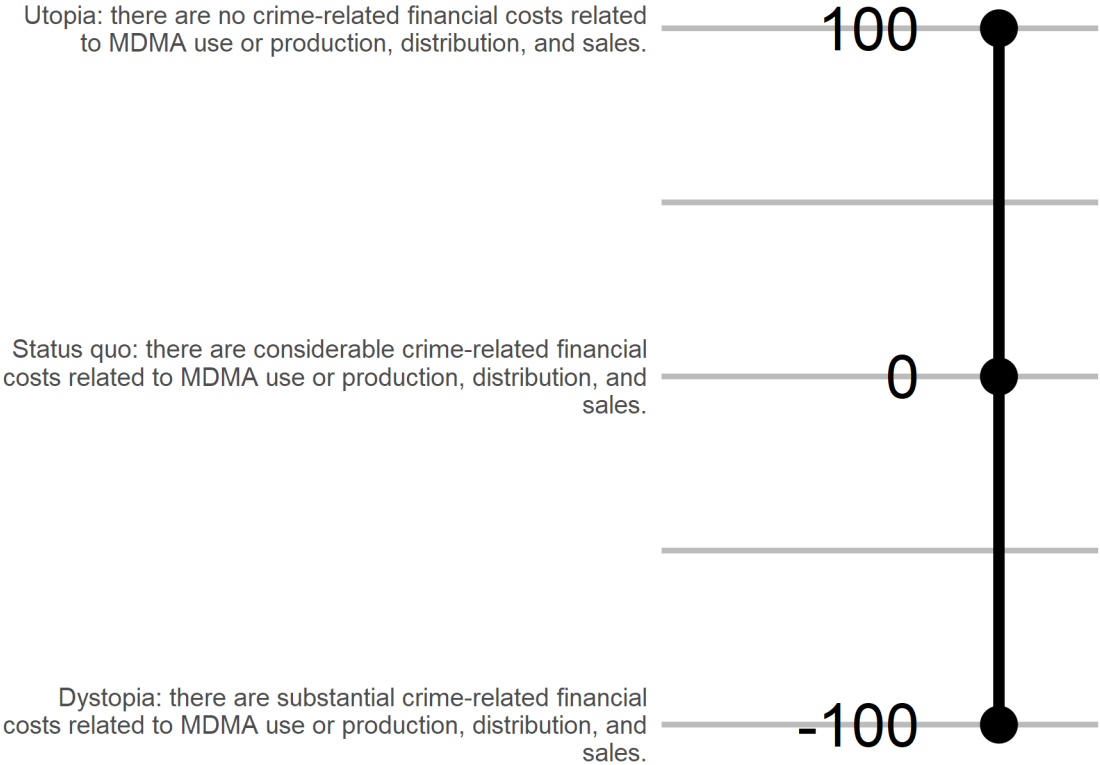 Utopia: there are no crime-related financial costs related
to MDMA use or production, distribution, and sales.
100
Status quo: there are considerable crime-related financial
costs related to MDMA use or production, distribution, and
sales.
0
Dystopia: there are substantial crime-related financial
costs related to MDMA use or production, distribution, and
sales.
-100